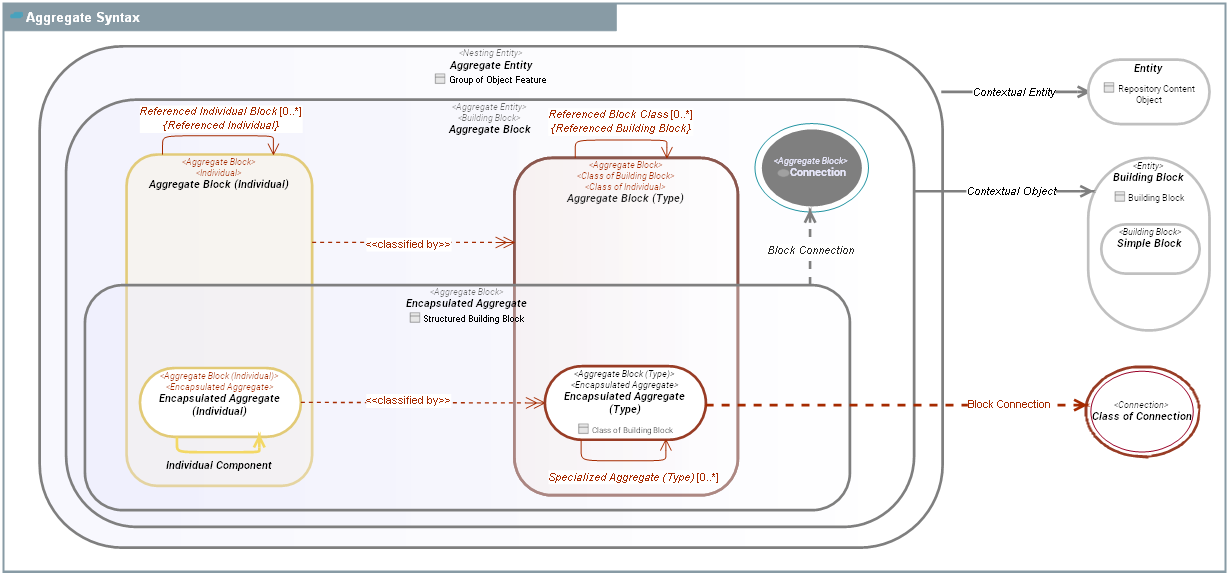 Aggregate Syntax
<Nesting Entity>
Aggregate Entity
Group of Object Feature
<Aggregate Entity>
<Building Block>
Aggregate Block
Referenced Individual Block [0..*]
{Referenced Individual}
<Aggregate Block>
<Individual>
Aggregate Block (Individual)
Referenced Block Class [0..*]
{Referenced Building Block}
<Aggregate Block>
<Class of Building Block>
<Class of Individual>
Aggregate Block (Type)
<Aggregate Block>
Connection
<<classified by>>
Block Connection
<Aggregate Block>
Encapsulated Aggregate
Structured Building Block
<Aggregate Block (Individual)>
<Encapsulated Aggregate>
Encapsulated Aggregate
(Individual)
Individual Component
<<classified by>>
<Aggregate Block (Type)>
<Encapsulated Aggregate>
Encapsulated Aggregate
(Type)
Class of Building Block
Specialized Aggregate (Type) [0..*]
Contextual Entity
Entity
Repository Content
Object
Contextual Object
<Entity>
Building Block
Building Block
<Building Block>
Simple Block
Block Connection
<Connection>
Class of Connection